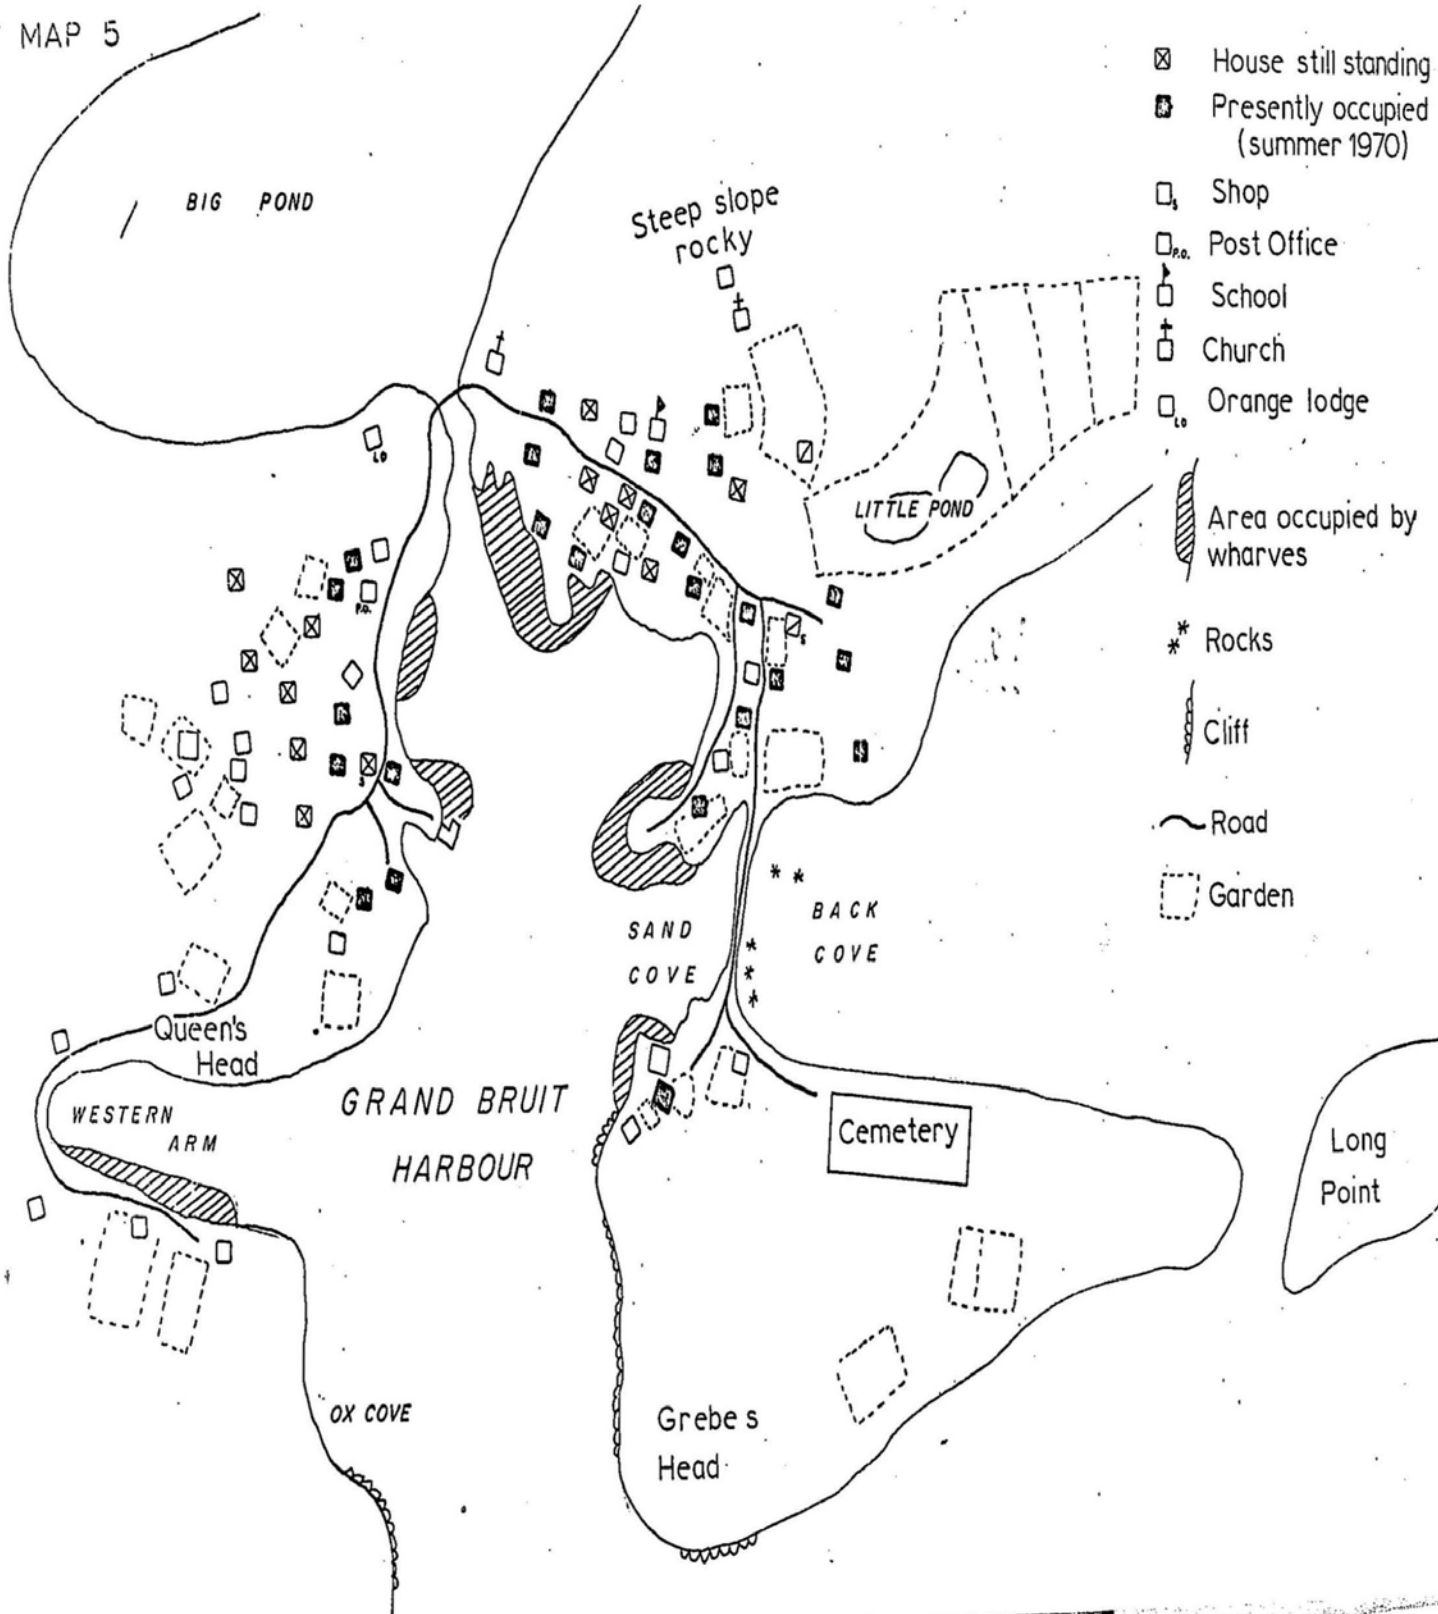 MAP 5
BIG POND
Steep slope
rocky
House still standing
Presently occupied
(summer 1970)
S
Shop
P.O.
Post Office
School
Church
LO
Orange lodge
Area occupied by
wharves
Rocks
Cliff
Road
Garden
LO
LITTLE POND
P.O.
S
S
SAND
COVE
BACK
COVE
Queen's
Head
WESTERN
ARM
GRAND BRUIT
HARBOUR
Cemetery
Long
Point
OX COVE
Grebe s
Head